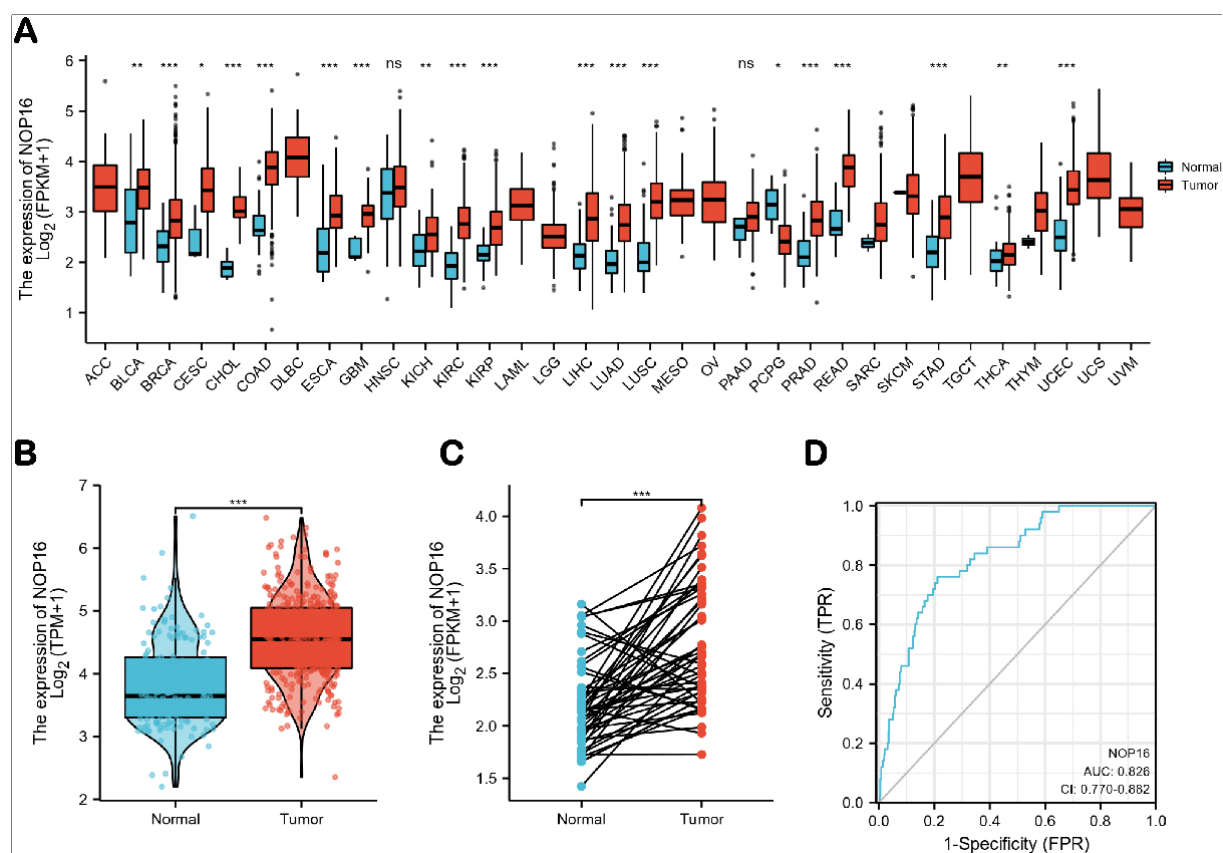 A
The expression of NOP16
Log2 (FPKM+1)
6
5
4
3
2
1
** *** * *** *** *** *** ns ** *** *** *** *** *** ns * *** *** *** ** ***
Normal
Tumor
ACC BLCA BRCA CESC CHOL COAD DLBC ESCA GBM HNSC KICH KIRC KIRP LAML LGG LIHC LUAD LUSC MESO OV PAAD PCPG PRAD READ SARC SKCM STAD TGCT THCA THYM UCEC UCS UVM
B
The expression of NOP16
Log2 (TPM+1)
7
6
5
4
3
2
***
Normal Tumor
C
The expression of NOP16
Log2 (FPKM+1)
4.0
3.5
3.0
2.5
2.0
1.5
***
Normal Tumor
D
Sensitivity (TPR)
1.0
0.8
0.6
0.4
0.2
0.0
NOP16
AUC: 0.826
CI: 0.770-0.882
0.0 0.2 0.4 0.6 0.8 1.0
1-Specificity (FPR)